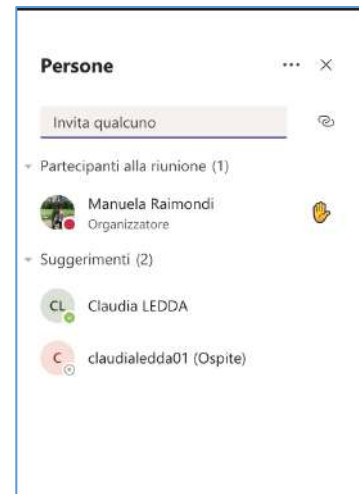 Persone
Invita qualcuno
Partecipanti alla riunione (1)
Manuela Raimondi
Organizzatore
Suggerimenti (2)
CL Claudia LEDDA
C claudialedda01 (Ospite)